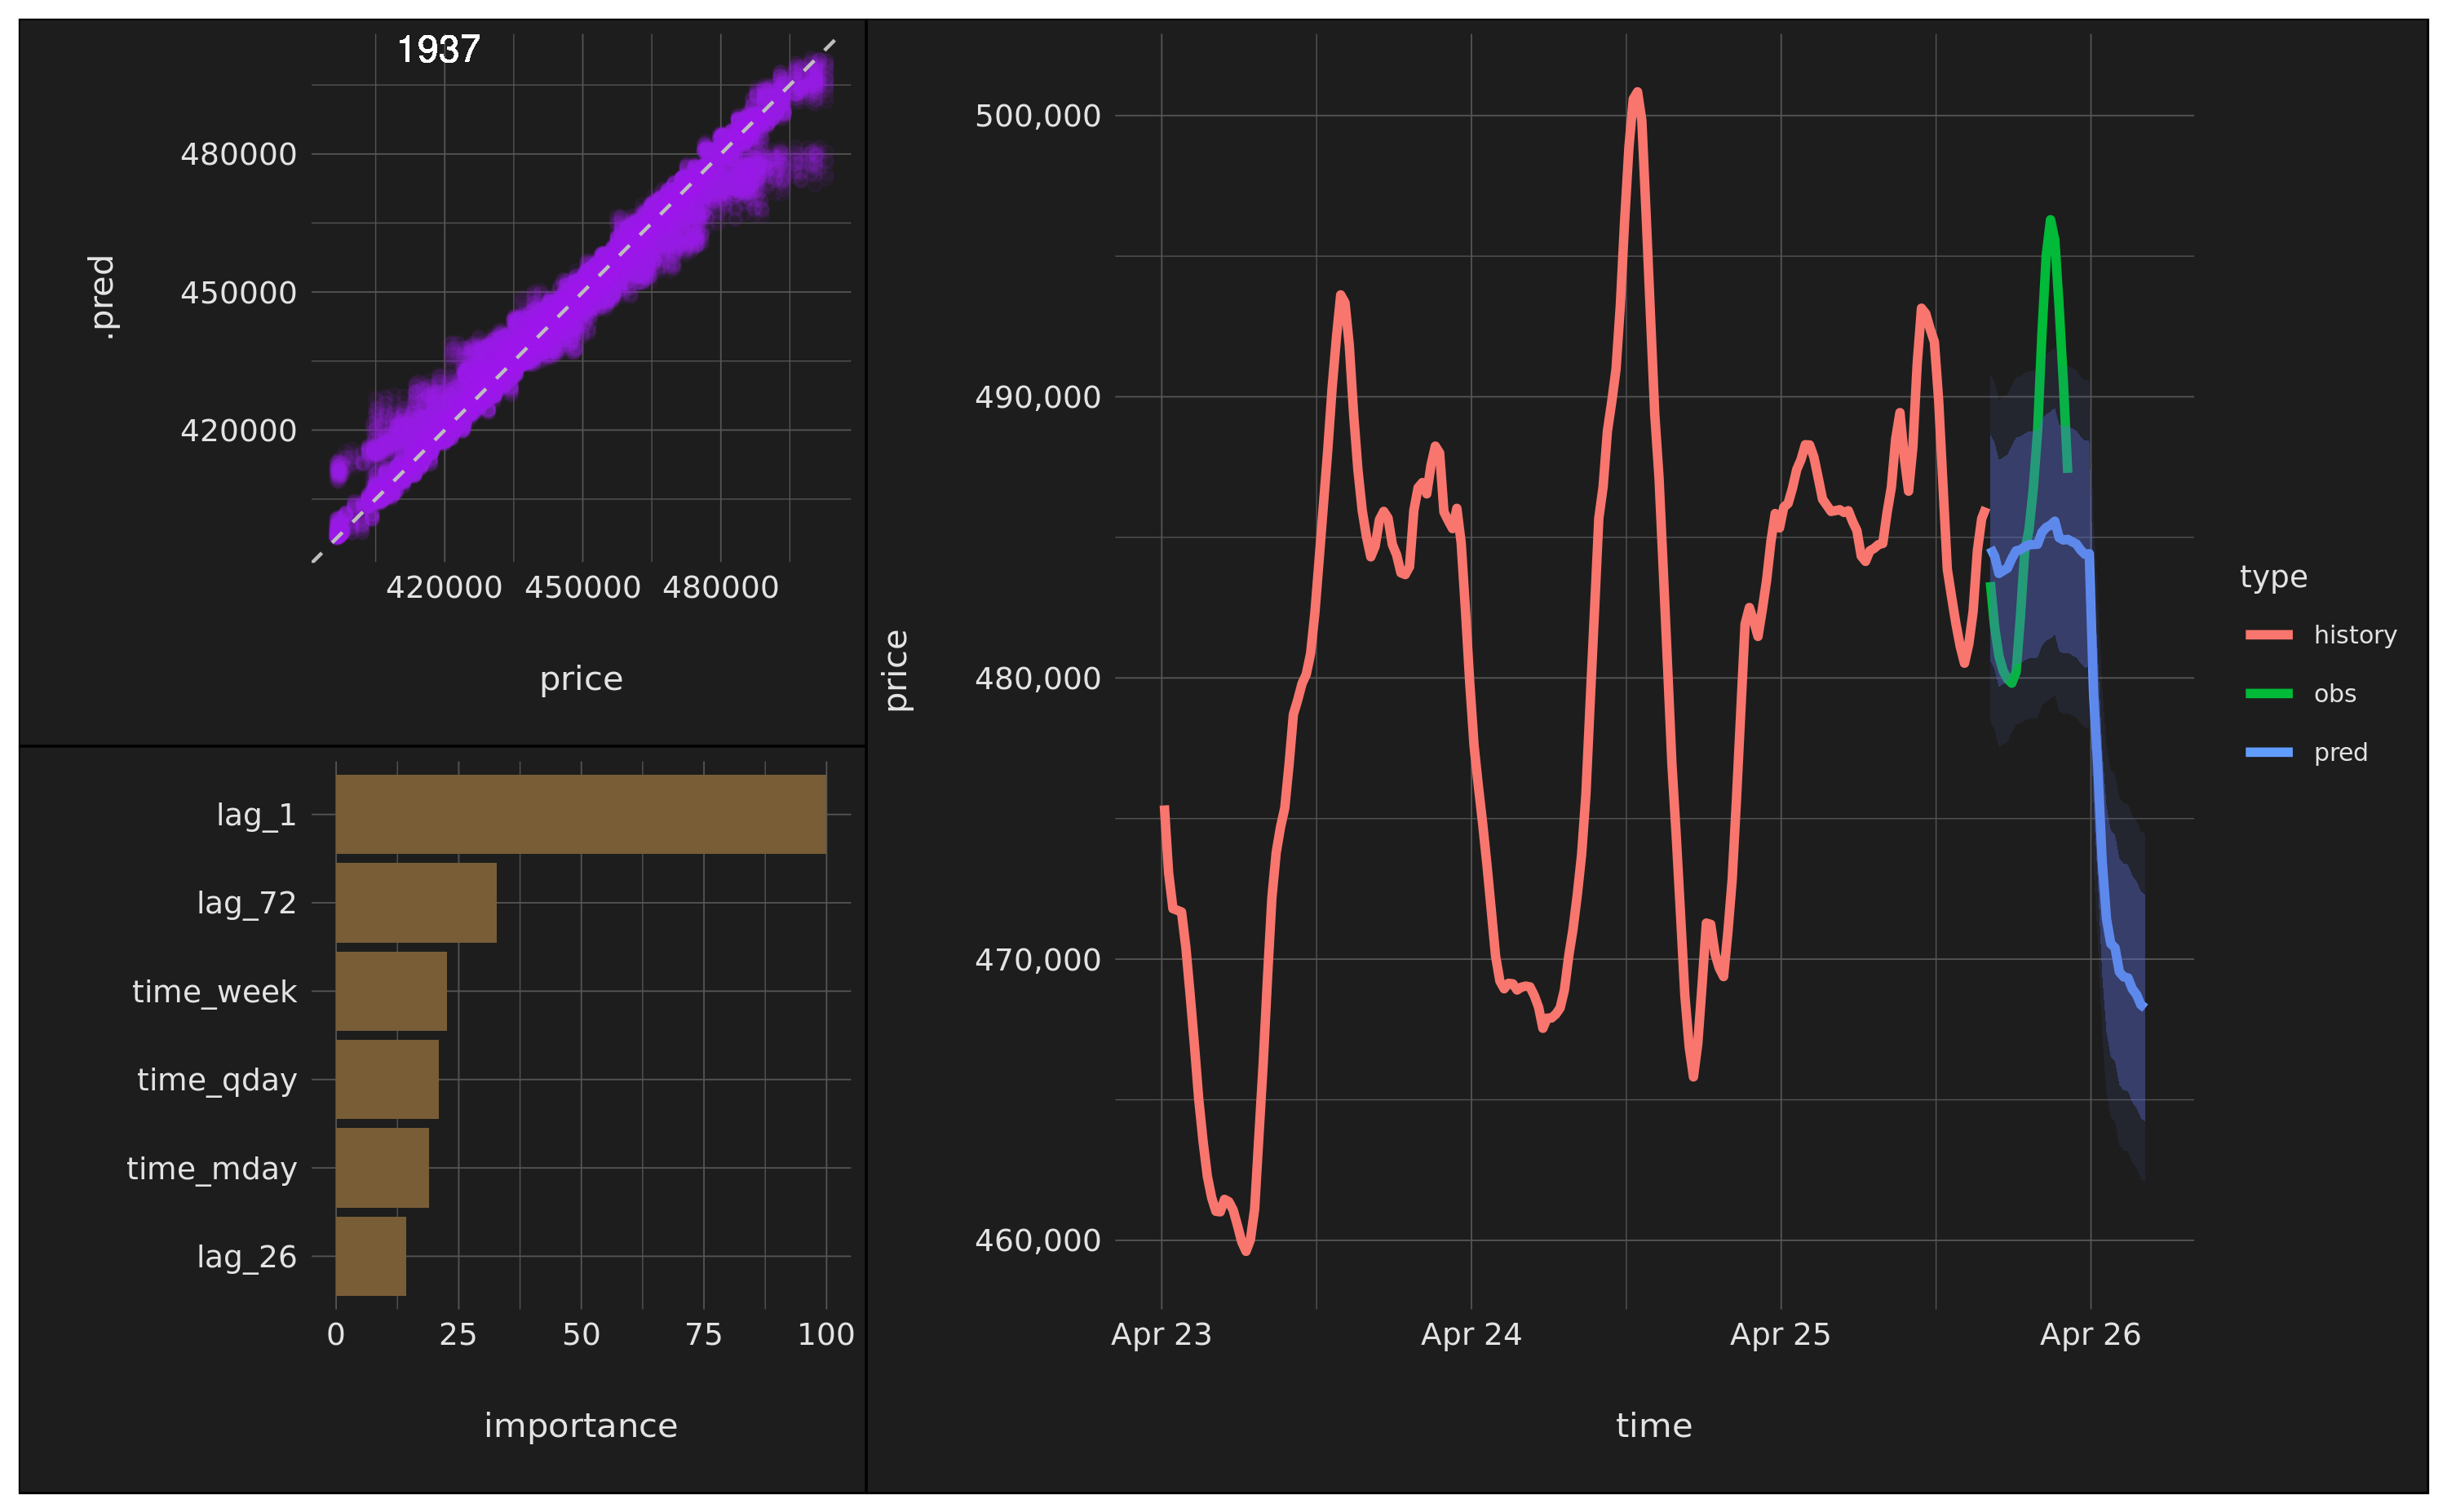 1937
480000
450000
420000
.pred
420000 450000 480000
price
lag_1
lag_72
time_week
time_qday
time_mday
lag_26
0 25 50 75 100
importance
500,000
490,000
480,000
470,000
460,000
price
Apr 23 Apr 24 Apr 25 Apr 26
time
type
history
obs
pred